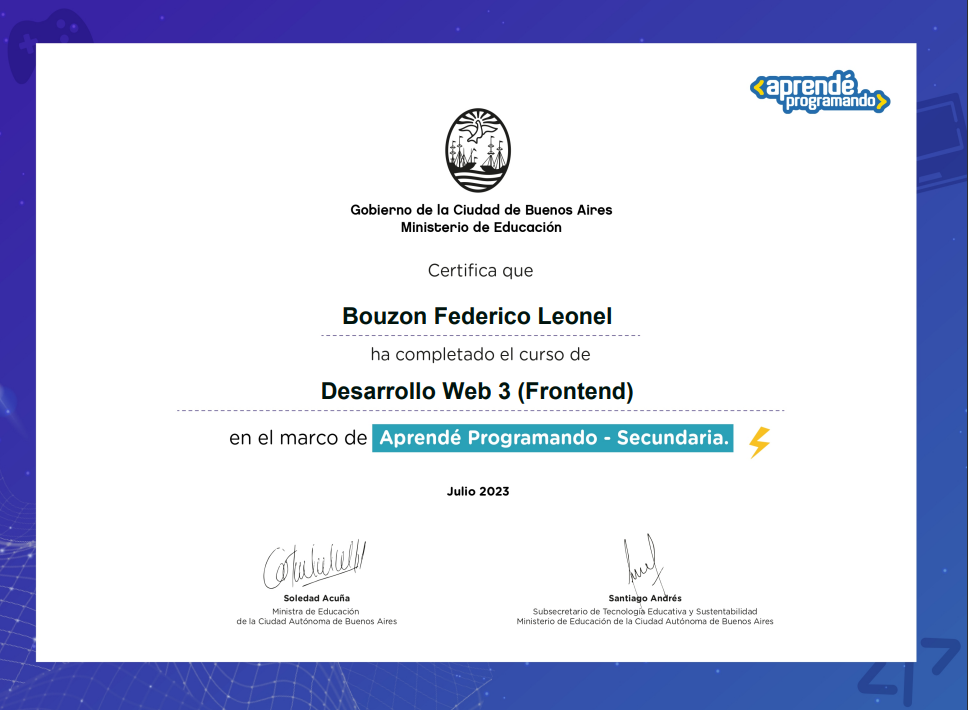 <aprendé
programando>
Gobierno de la Ciudad de Buenos Aires
Ministerio de Educación
Certifica que
Bouzon Federico Leonel
ha completado el curso de
Desarrollo Web 3 (Frontend)
en el marco de Aprendé Programando - Secundaria.
Julio 2023
Soledad Acuña
Ministra de Educación
de la Ciudad Autónoma de Buenos Aires
Santiago Andrés
Subsecretario de Tecnología Educativa y Sustentabilidad
Ministerio de Educación de la Ciudad Autónoma de Buenos Aires